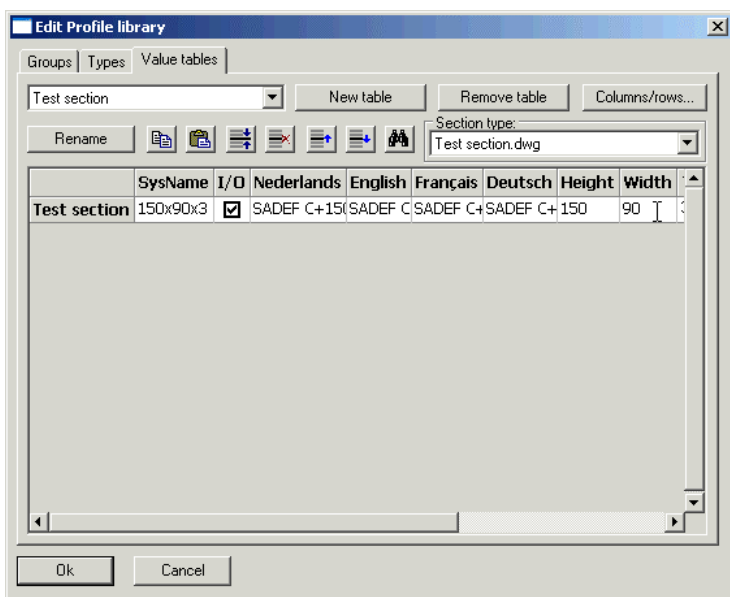 Edit Profile library
Groups Types Value tables
Test section New table Remove table Columns/rows...
Rename Section type:
Test section.dwg
SysName I/O Nederlands English Français Deutsch Height Width
Test section 150x90x3 SADEF C+150 SADEF C SADEF C+ SADEF C+ 150 90
Ok Cancel